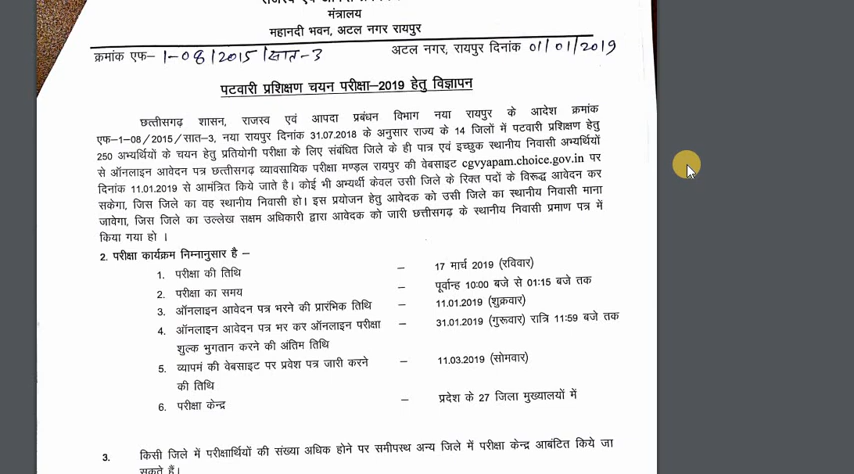 मंत्रालय
महानदी भवन, अटल नगर रायपुर
क्रमांक एफ- 1-08/2015/सात-3 अटल नगर, रायपुर दिनांक 01/01/2019
पटवारी प्रशिक्षण चयन परीक्षा–2019 हेतु विज्ञापन
छत्तीसगढ़ शासन, राजस्व एवं आपदा प्रबंधन विभाग नया रायपुर के आदेश क्रमांक
एफ–1–08/2015/सात–3, नया रायपुर दिनांक 31.07.2018 के अनुसार राज्य के 14 जिलों में पटवारी प्रशिक्षण हेतु
250 अभ्यर्थियों के चयन हेतु प्रतियोगी परीक्षा के लिए संबंधित जिले के ही पात्र एवं इच्छुक स्थानीय निवासी अभ्यर्थियों
से ऑनलाइन आवेदन पत्र छत्तीसगढ़ व्यावसायिक परीक्षा मण्डल रायपुर की वेबसाइट cgvyapam.choice.gov.in पर
दिनांक 11.01.2019 से आमंत्रित किये जाते है। कोई भी अभ्यर्थी केवल उसी जिले के रिक्त पदों के विरूद्ध आवेदन कर
सकेगा, जिस जिले का वह स्थानीय निवासी हो। इस प्रयोजन हेतु आवेदक को उसी जिले का स्थानीय निवासी माना
जावेगा, जिस जिले का उल्लेख सक्षम अधिकारी द्वारा आवेदक को जारी छत्तीसगढ़ के स्थानीय निवासी प्रमाण पत्र में
किया गया हो ।
2. परीक्षा कार्यक्रम निम्नानुसार है –
1. परीक्षा की तिथि – 17 मार्च 2019 (रविवार)
2. परीक्षा का समय – पूर्वान्ह 10:00 बजे से 01:15 बजे तक
3. ऑनलाइन आवेदन पत्र भरने की प्रारंभिक तिथि – 11.01.2019 (शुक्रवार)
4. ऑनलाइन आवेदन पत्र भर कर ऑनलाइन परीक्षा – 31.01.2019 (गुरूवार) रात्रि 11:59 बजे तक
शुल्क भुगतान करने की अंतिम तिथि
5. व्यापमं की वेबसाइट पर प्रवेश पत्र जारी करने – 11.03.2019 (सोमवार)
की तिथि
6. परीक्षा केन्द्र – प्रदेश के 27 जिला मुख्यालयों में
3. किसी जिले में परीक्षार्थियों की संख्या अधिक होने पर समीपस्थ अन्य जिले में परीक्षा केन्द्र आबंटित किये जा
सकते हैं।